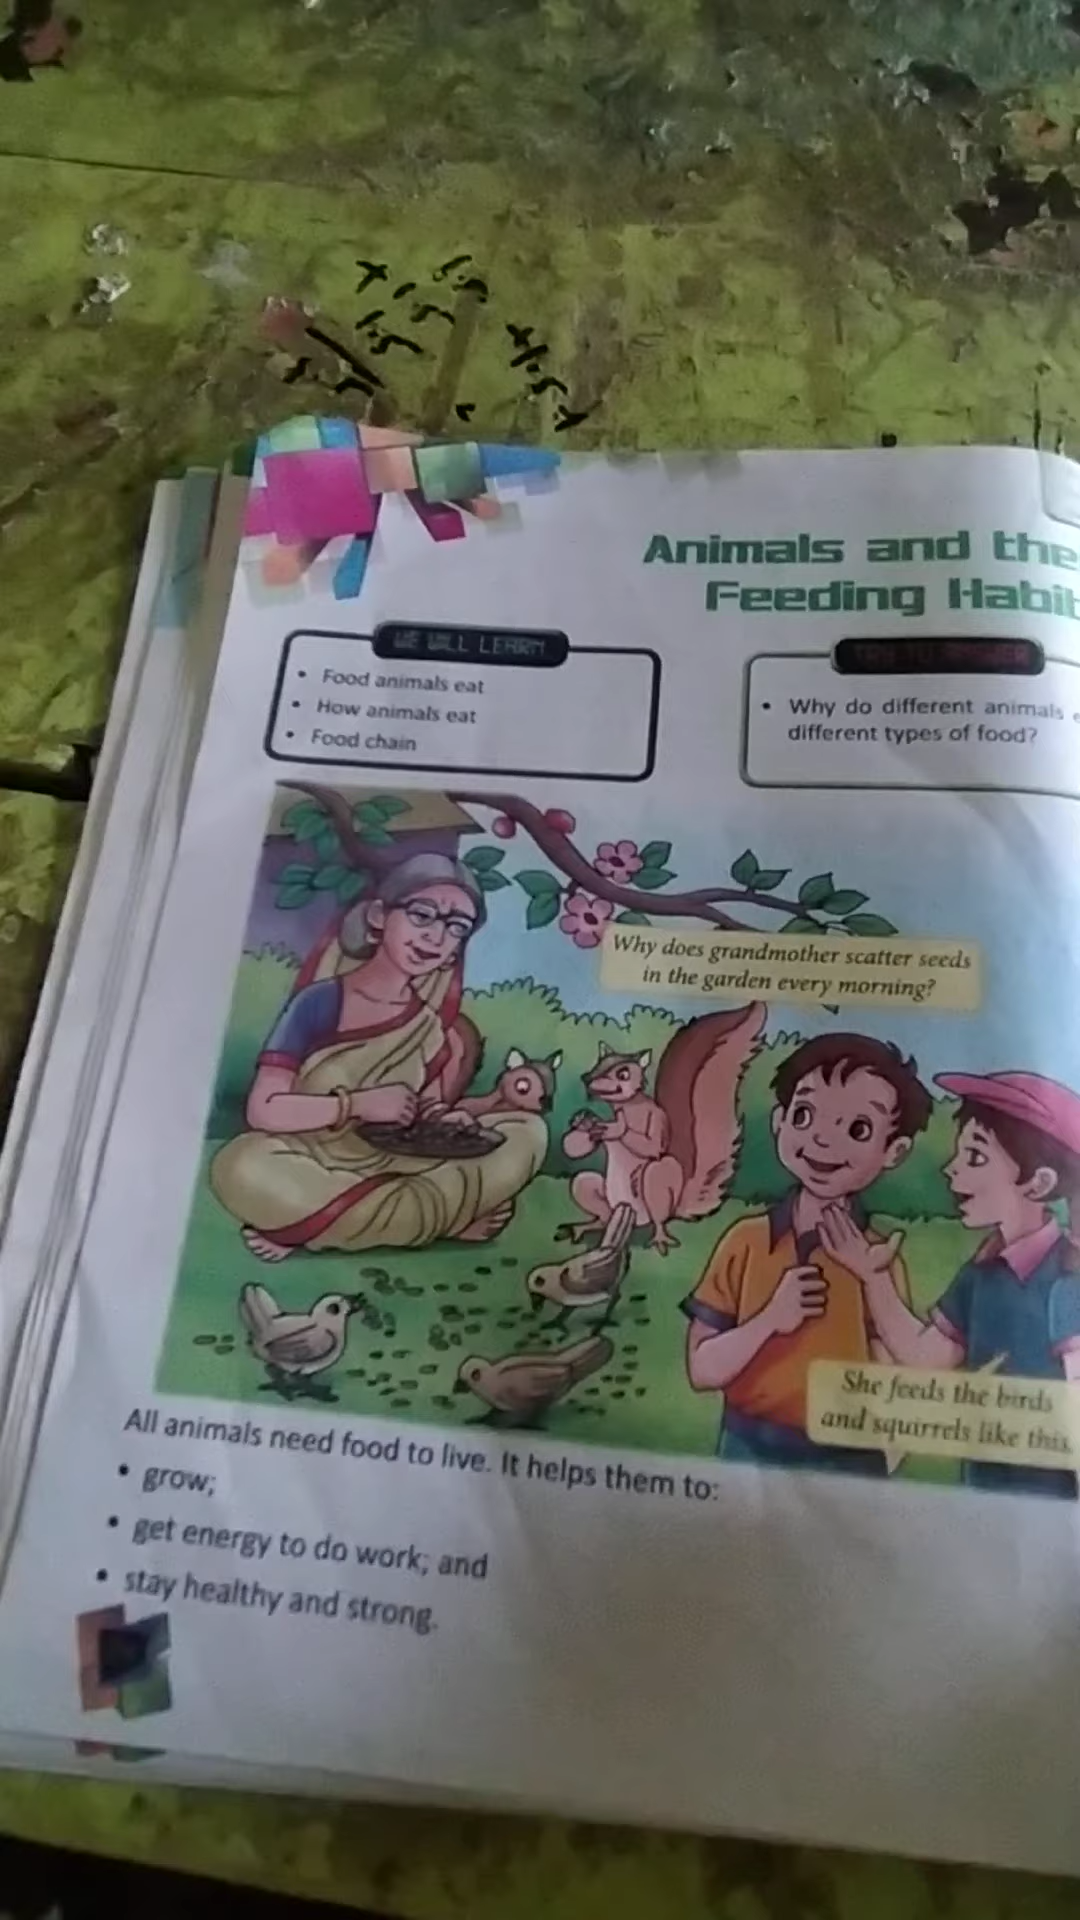 Animals and the
Feeding Habit
WE WILL LEARN
• Food animals eat
• How animals eat
• Food chain
TRY TO ANSWER
• Why do different animals
different types of food?
Why does grandmother scatter seeds
in the garden every morning?
She feeds the birds
and squirrels like this
All animals need food to live. It helps them to:
• grow;
• get energy to do work; and
• stay healthy and strong.